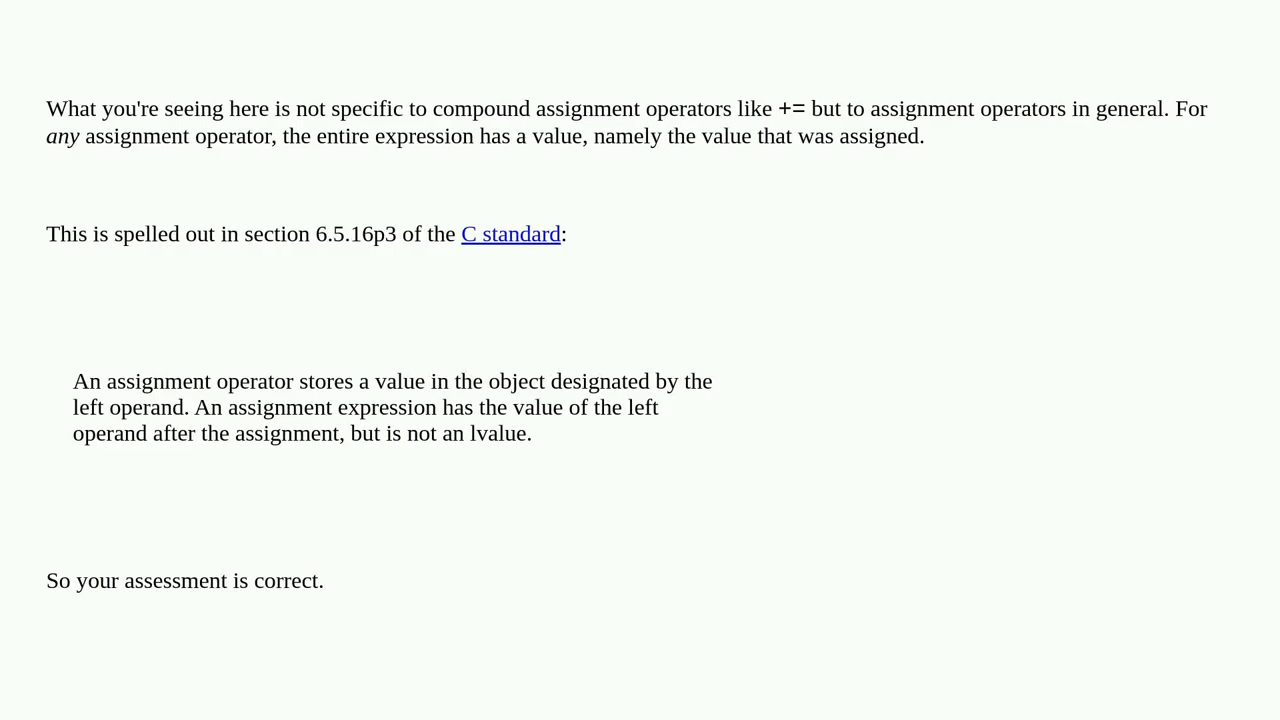 What you're seeing here is not specific to compound assignment operators like += but to assignment operators in general. For
any assignment operator, the entire expression has a value, namely the value that was assigned.
This is spelled out in section 6.5.16p3 of the C standard:
An assignment operator stores a value in the object designated by the
left operand. An assignment expression has the value of the left
operand after the assignment, but is not an lvalue.
So your assessment is correct.